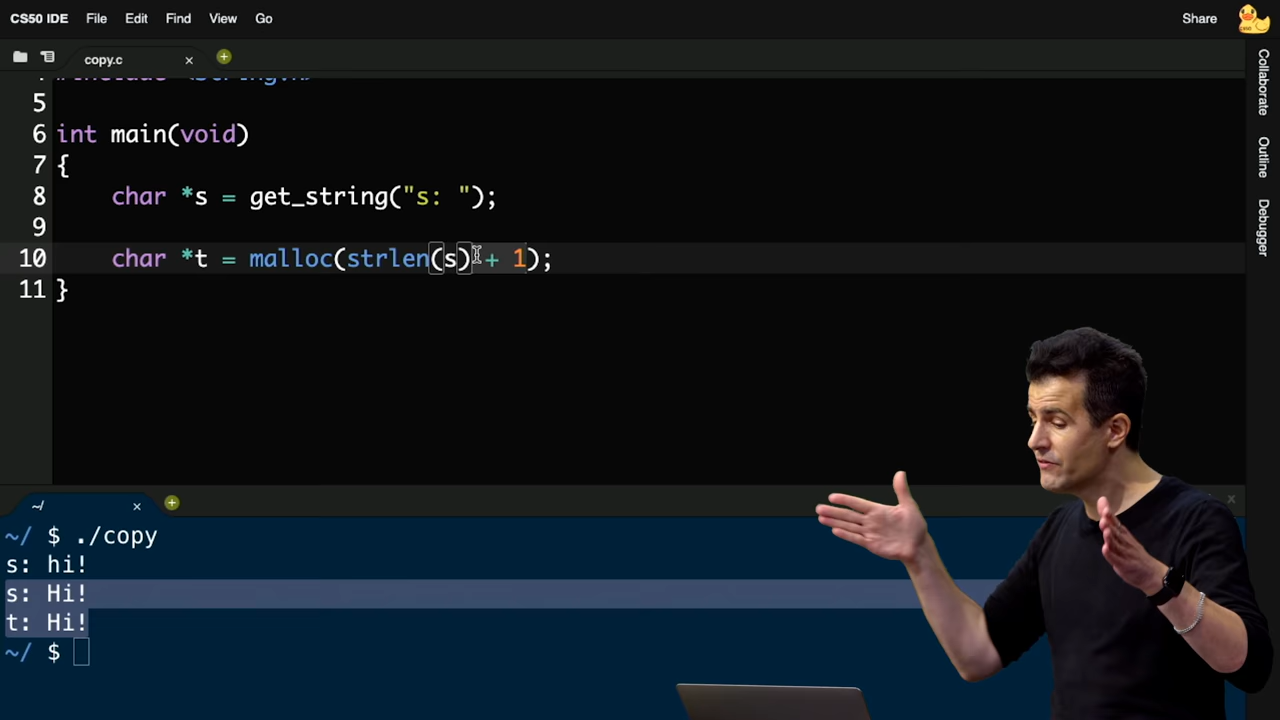 CS50 IDE File Edit Find View Go Share
copy.c
Collaborate
Outline
Debugger
5
6 int main(void)
7 {
8 char *s = get_string("s: ");
9
10 char *t = malloc(strlen(s) + 1);
11 }
~/
~/ $ ./copy
s: hi!
s: Hi!
t: Hi!
~/ $